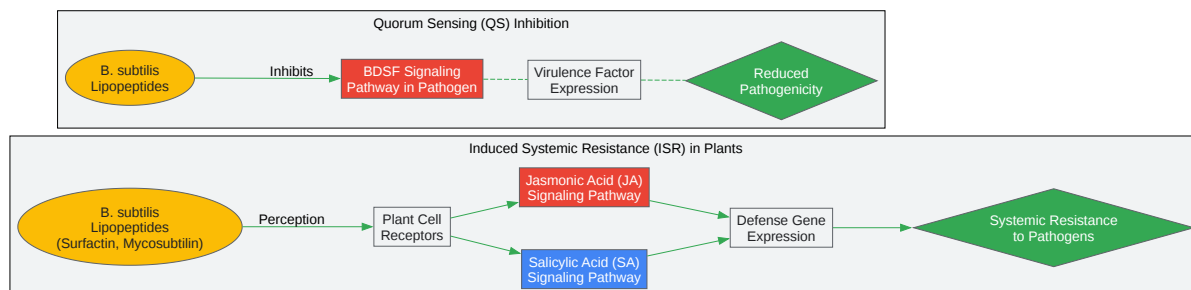 Quorum Sensing (QS) Inhibition
B. subtilis
Lipopeptides
Inhibits
BDSF Signaling
Pathway in Pathogen
Virulence Factor
Expression
Reduced
Pathogenicity
Induced Systemic Resistance (ISR) in Plants
B. subtilis
Lipopeptides
(Surfactin, Mycosubtilin)
Perception
Plant Cell
Receptors
Jasmonic Acid (JA)
Signaling Pathway
Salicylic Acid (SA)
Signaling Pathway
Defense Gene
Expression
Systemic Resistance
to Pathogens